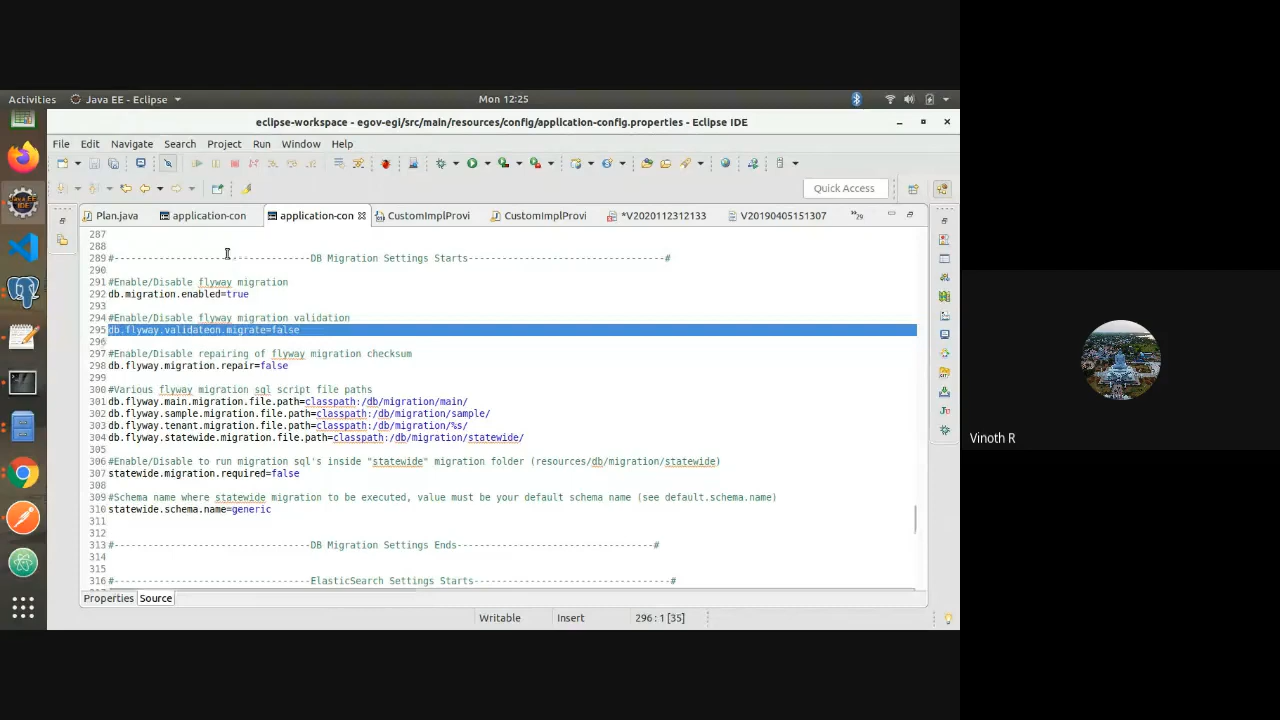 Activities Java EE - Eclipse Mon 12:25
eclipse-workspace - egov-egi/src/main/resources/config/application-config.properties - Eclipse IDE
File Edit Navigate Search Project Run Window Help
Quick Access
Plan.java application-con application-con CustomImplProvi CustomImplProvi *V2020112312133 V20190405151307 »29
287
288
289 #-------------------------------DB Migration Settings Starts-------------------------------#
290
291 #Enable/Disable flyway migration
292 db.migration.enabled=true
293
294 #Enable/Disable flyway migration validation
295 db.flyway.validateon.migrate=false
296
297 #Enable/Disable repairing of flyway migration checksum
298 db.flyway.migration.repair=false
299
300 #Various flyway migration sql script file paths
301 db.flyway.main.migration.file.path=classpath:/db/migration/main/
302 db.flyway.sample.migration.file.path=classpath:/db/migration/sample/
303 db.flyway.tenant.migration.file.path=classpath:/db/migration/%s/
304 db.flyway.statewide.migration.file.path=classpath:/db/migration/statewide/
305
306 #Enable/Disable to run migration sql's inside "statewide" migration folder (resources/db/migration/statewide)
307 statewide.migration.required=false
308
309 #Schema name where statewide migration to be executed, value must be your default schema name (see default.schema.name)
310 statewide.schema.name=generic
311
312
313 #-------------------------------DB Migration Settings Ends-------------------------------#
314
315
316 #-------------------------------ElasticSearch Settings Starts-------------------------------#
Properties Source
Writable Insert 296 : 1 [35]
Vinoth R